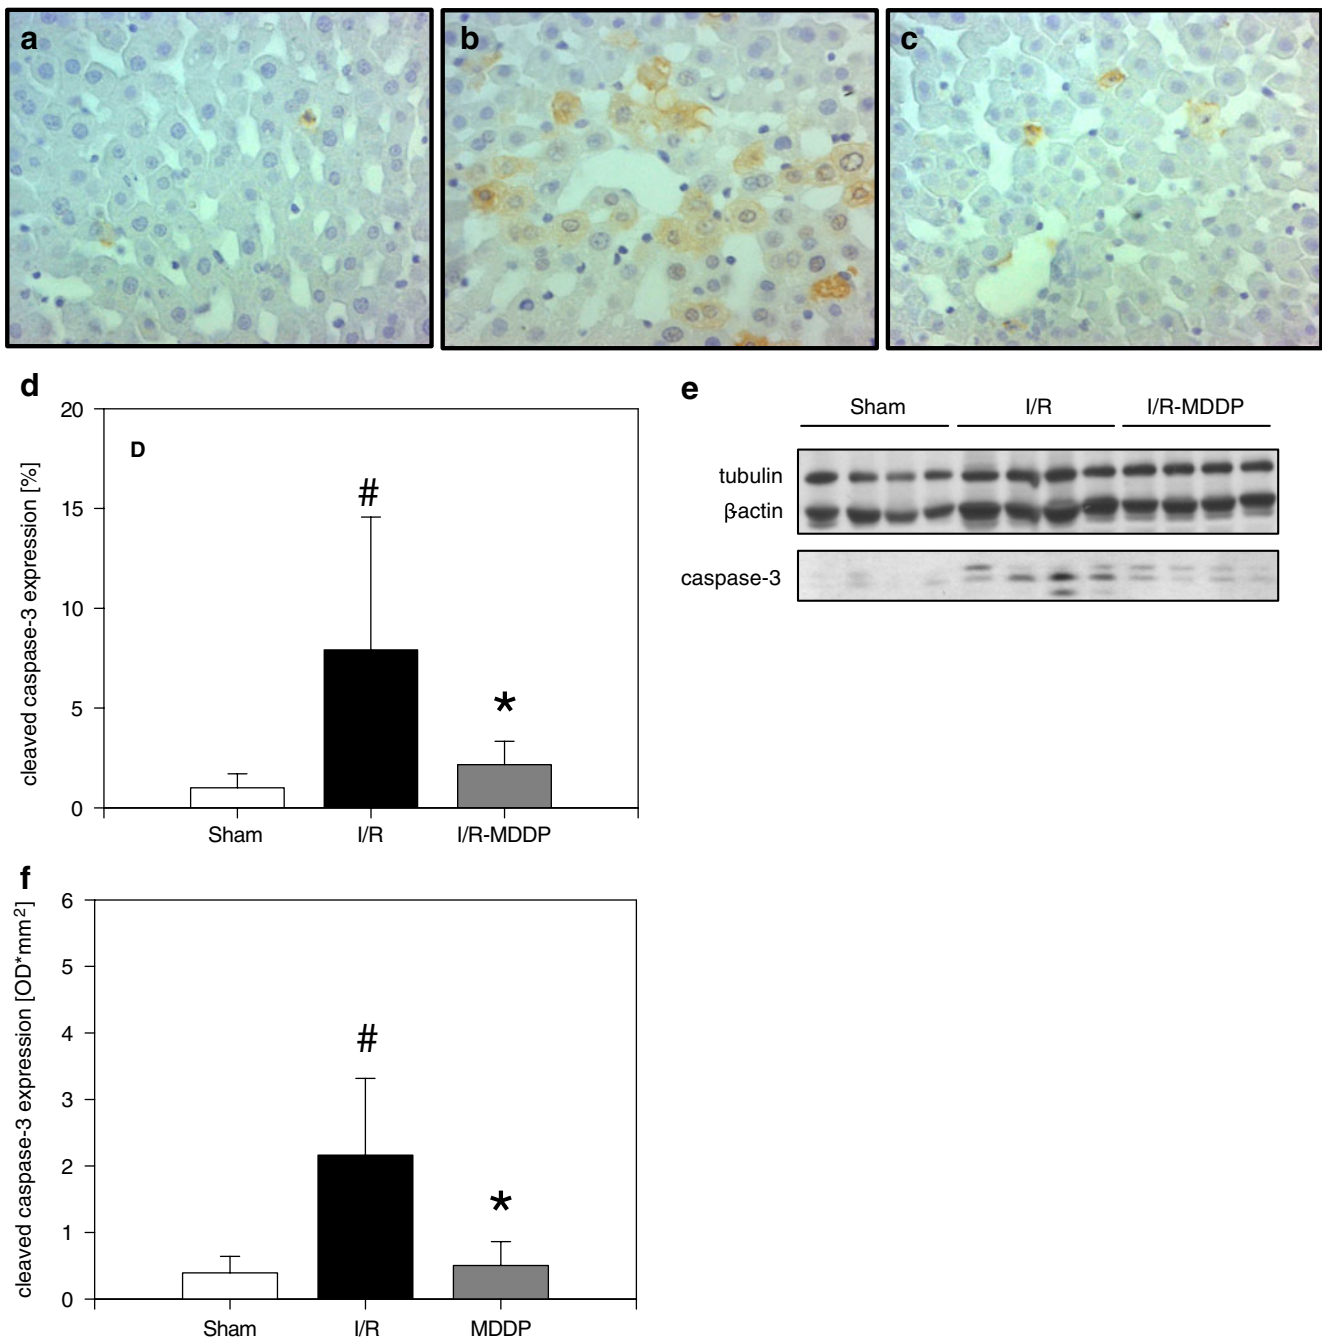 a
b
c
d
D
cleaved caspase-3 expression [%]
20
15
10
5
0
#
*
Sham I/R I/R-MDDP
e
Sham I/R I/R-MDDP
tubulin
β-actin
caspase-3
f
cleaved caspase-3 expression [OD*mm²]
6
5
4
3
2
1
0
#
*
Sham I/R MDDP